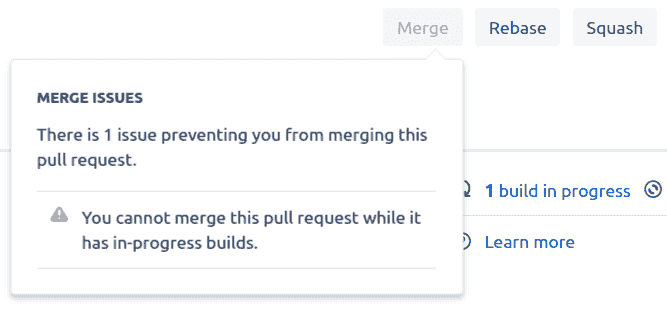 Merge Rebase Squash
MERGE ISSUES
There is 1 issue preventing you from merging this
pull request.
You cannot merge this pull request while it
has in-progress builds.
1 build in progress
Learn more